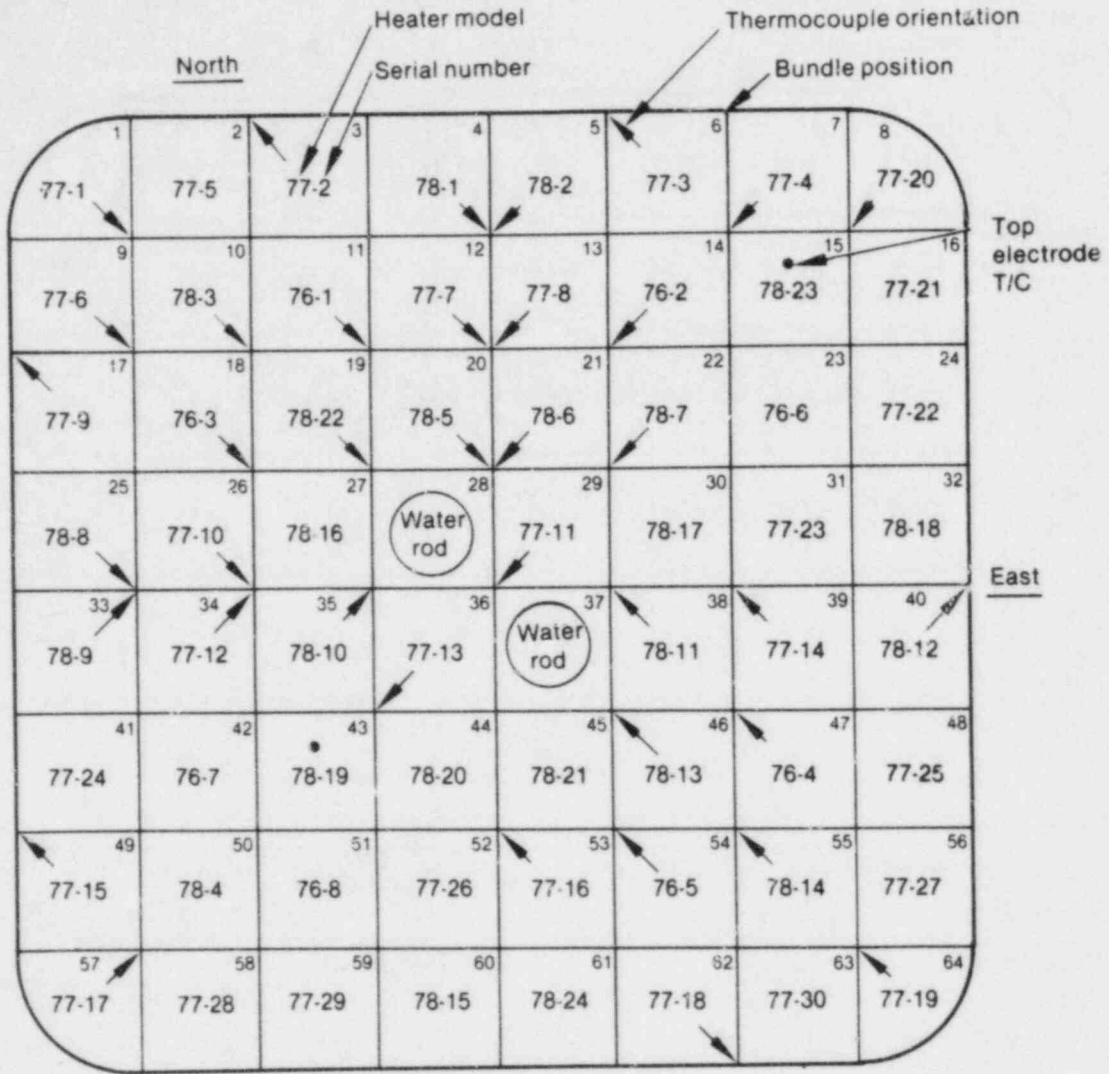 Heater model
Thermocouple orientation
North
Serial number
Bundle position
1 2 3 4 5 6 7 8
77-1 77-5 77-2 78-1 78-2 77-3 77-4 77-20
Top
electrode
T/C
9 10 11 12 13 14 15 16
77-6 78-3 76-1 77-7 77-8 76-2 78-23 77-21
17 18 19 20 21 22 23 24
77-9 76-3 78-22 78-5 78-6 78-7 76-6 77-22
25 26 27 28 29 30 31 32
78-8 77-10 78-16 Water
rod 77-11 78-17 77-23 78-18
East
33 34 35 36 37 38 39 40
78-9 77-12 78-10 77-13 Water
rod 78-11 77-14 78-12
41 42 43 44 45 46 47 48
77-24 76-7 78-19 78-20 78-21 78-13 76-4 77-25
49 50 51 52 53 54 55 56
77-15 78-4 76-8 77-26 77-16 76-5 78-14 77-27
57 58 59 60 61 62 63 64
77-17 77-28 77-29 78-15 78-24 77-18 77-30 77-19